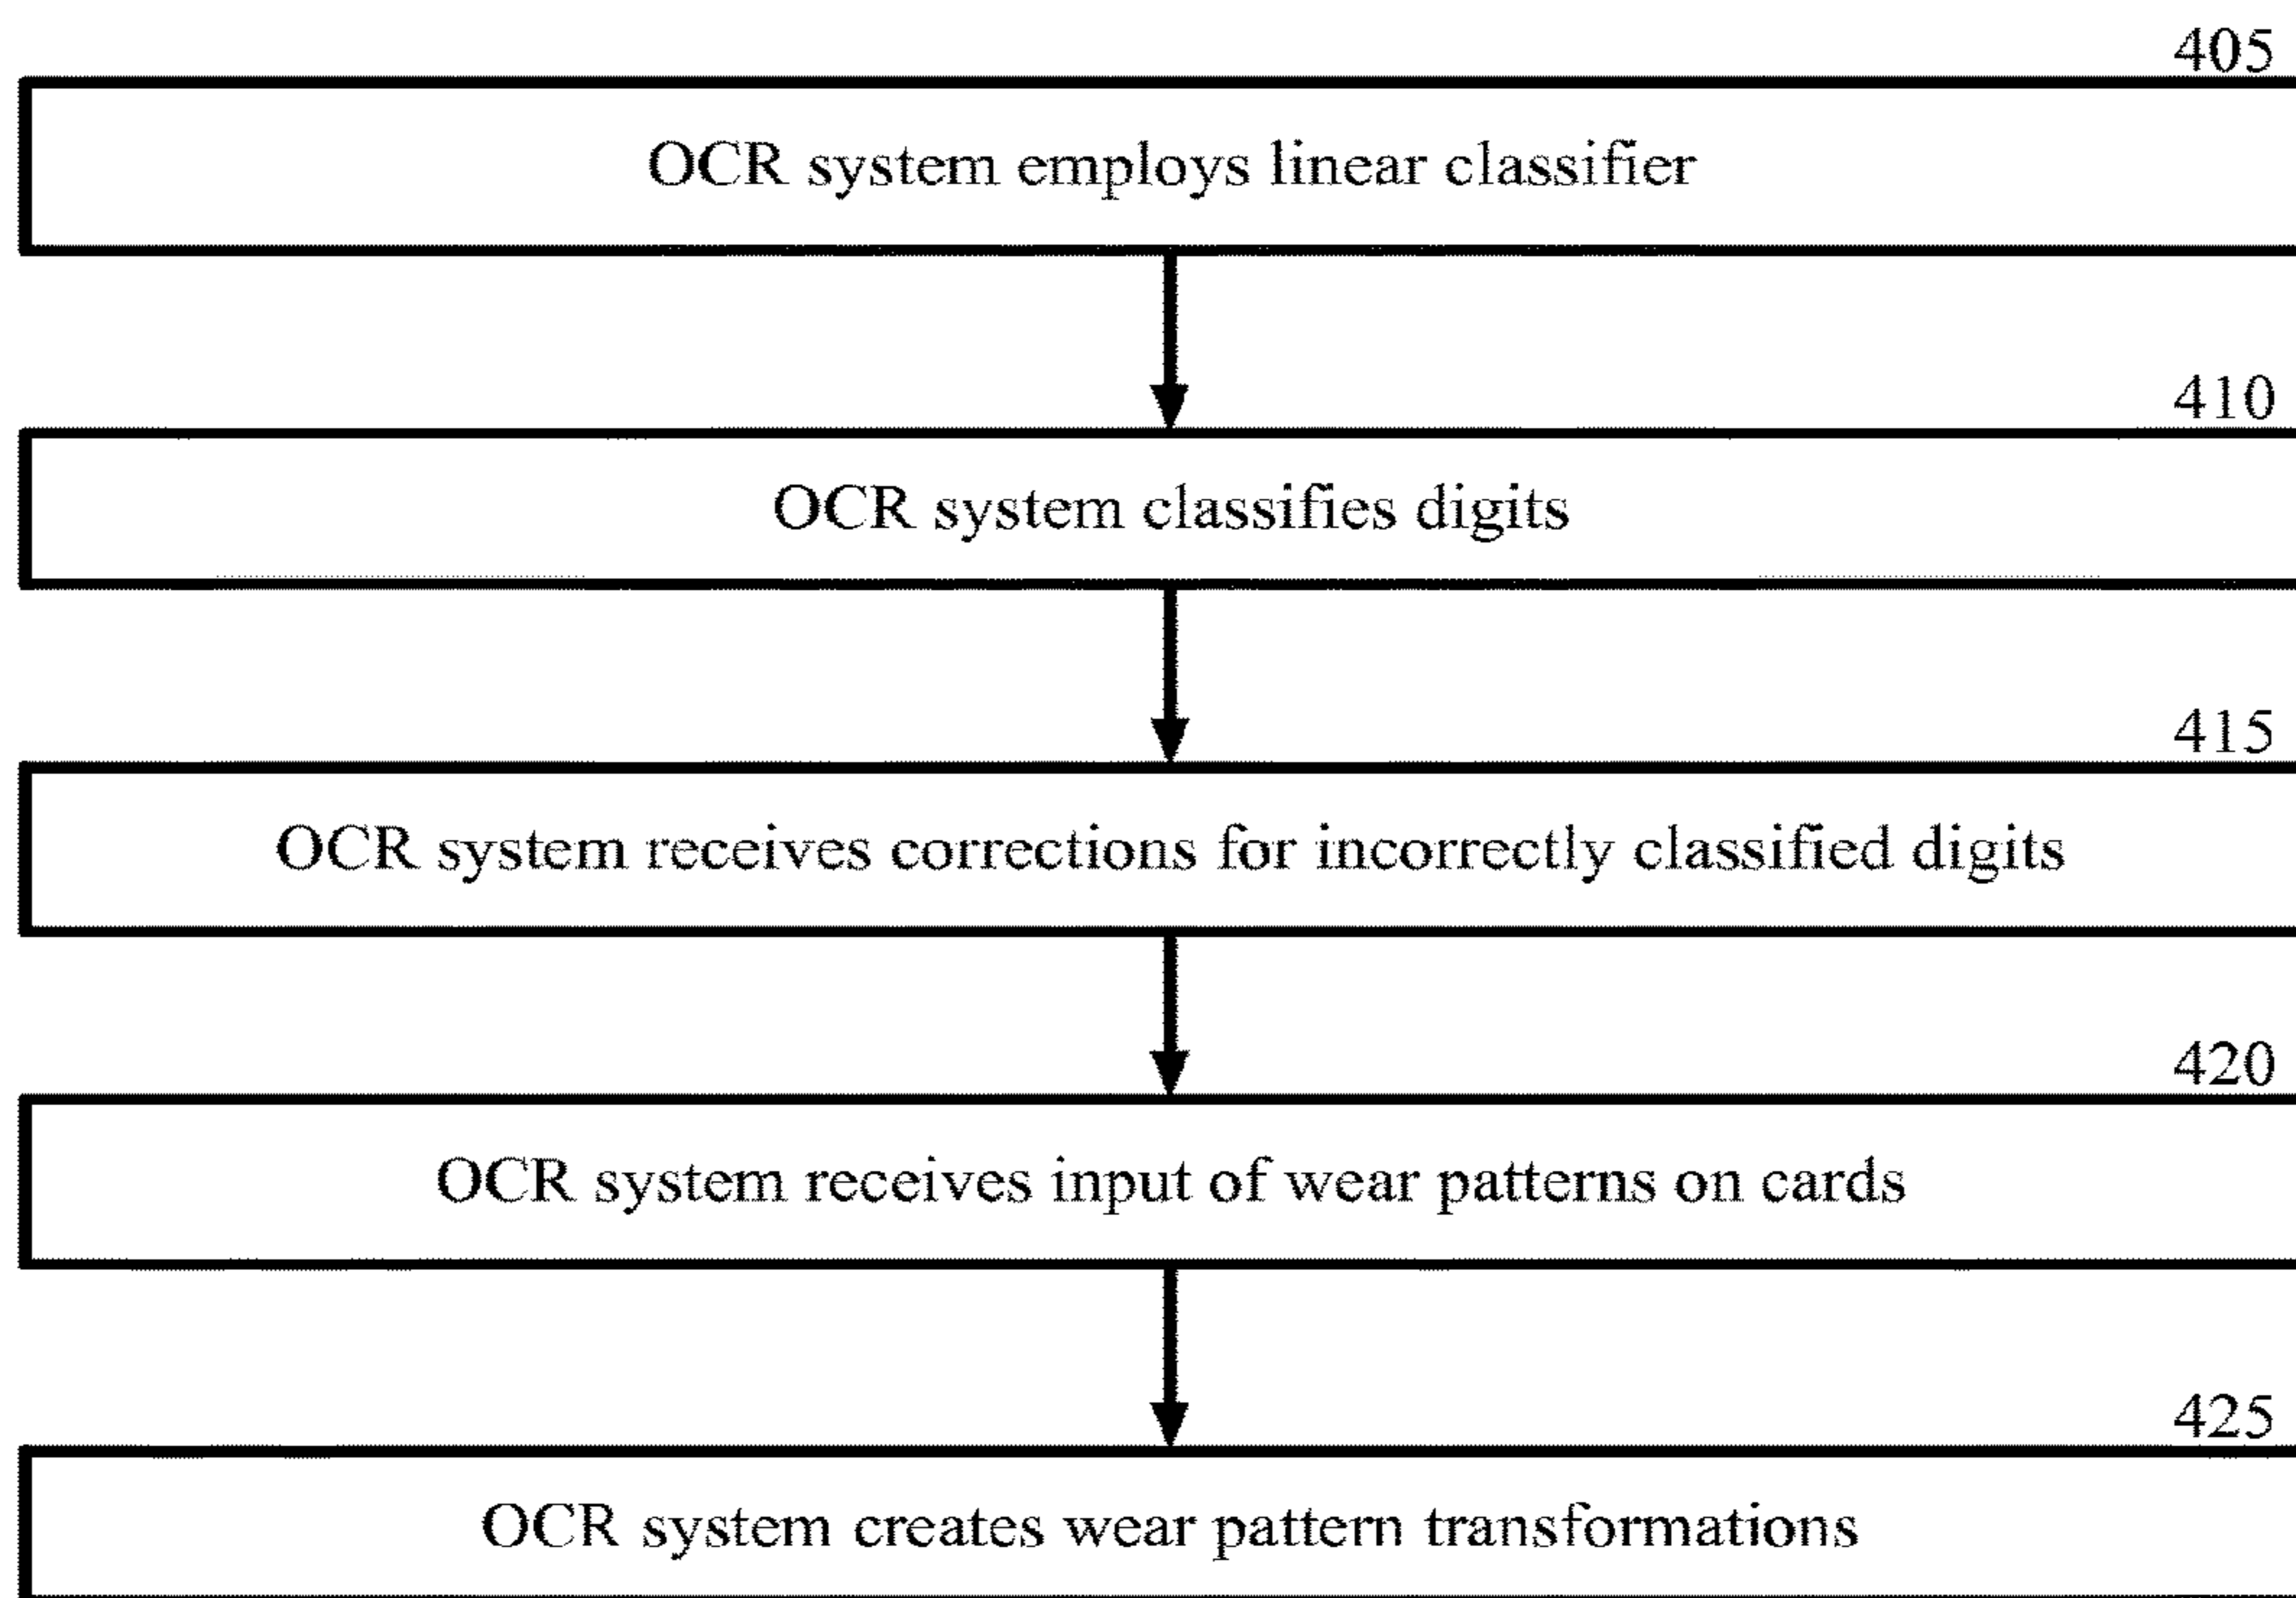 405
OCR system employs linear classifier
410
OCR system classifies digits
415
OCR system receives corrections for incorrectly classified digits
420
OCR system receives input of wear patterns on cards
425
OCR system creates wear pattern transformations